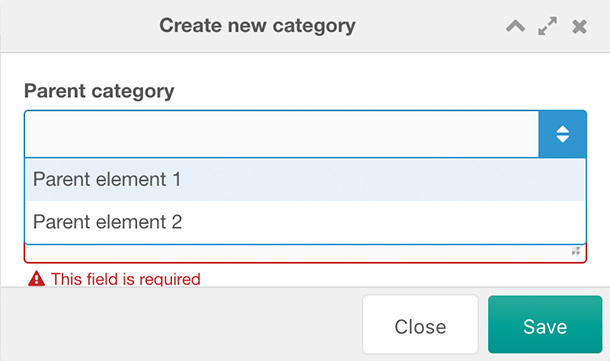 Create new category
Parent category
Parent element 1
Parent element 2
This field is required
Close
Save